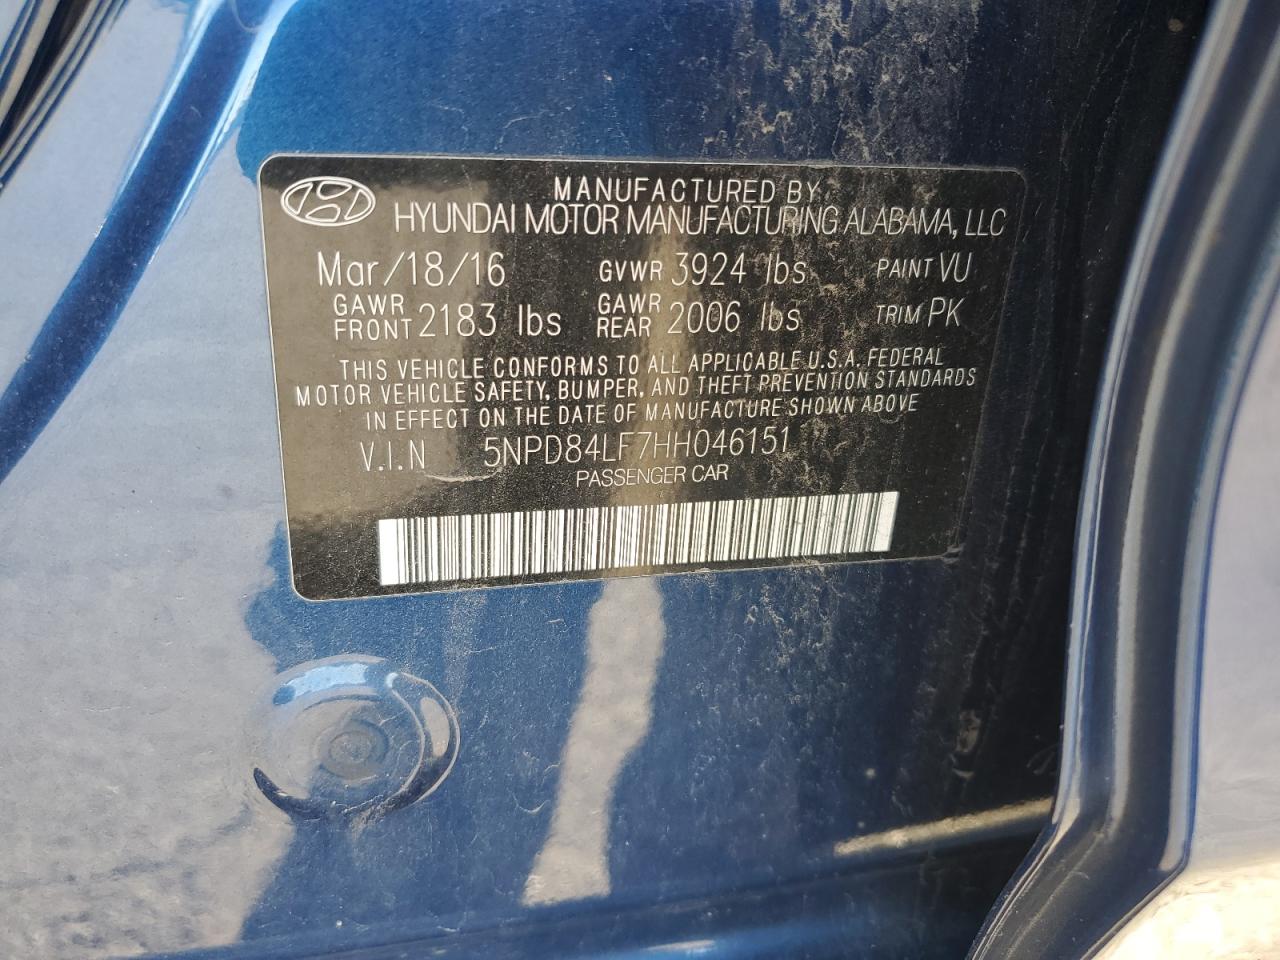 MANUFACTURED BY
HYUNDAI MOTOR MANUFACTURING ALABAMA, LLC
Mar/18/16 GVWR 3924 lbs PAINT VU
GAWR FRONT 2183 lbs GAWR REAR 2006 lbs TRIM PK
THIS VEHICLE CONFORMS TO ALL APPLICABLE U.S.A. FEDERAL
MOTOR VEHICLE SAFETY, BUMPER, AND THEFT PREVENTION STANDARDS
IN EFFECT ON THE DATE OF MANUFACTURE SHOWN ABOVE
V.I.N 5NPD84LF7HH046151
PASSENGER CAR